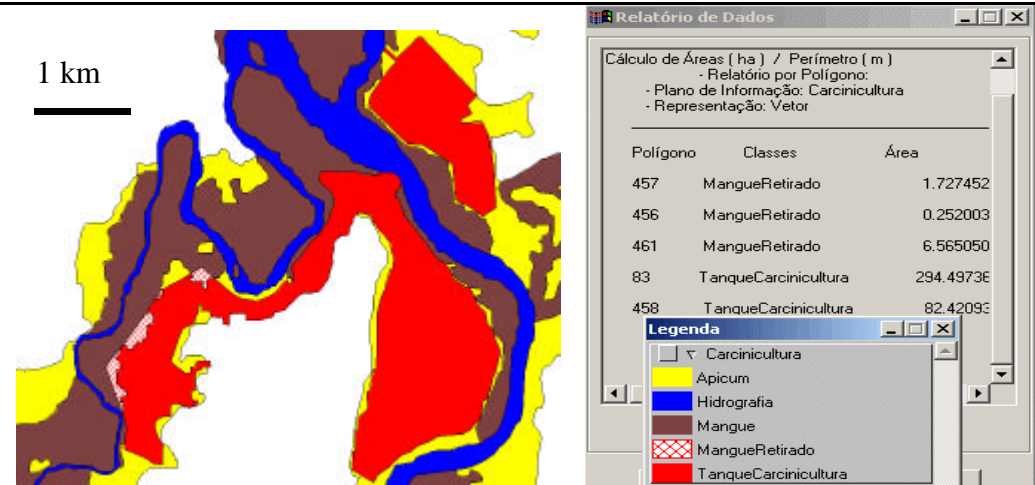 1 km
Relatório de Dados
Cálculo de Áreas ( ha ) / Perímetro ( m )
- Relatório por Polígono:
- Plano de Informação: Carcinicultura
- Representação: Vetor
Polígono Classes Área
457 MangueRetirado 1.727452
456 MangueRetirado 0.252003
461 MangueRetirado 6.565050
83 TanqueCarcinicultura 294.49736
458 TanqueCarcinicultura 82.42093
Legenda
Carcinicultura
Apicum
Hidrografia
Mangue
MangueRetirado
TanqueCarcinicultura